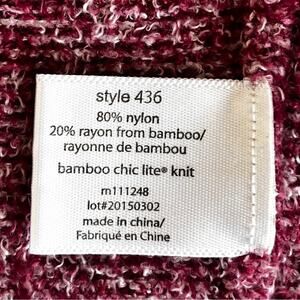 style 436
80% nylon
20% rayon from bamboo/
rayonne de bambou
bamboo chic lite® knit
rn111248
lot#20150302
made in china/
Fabriqué en Chine